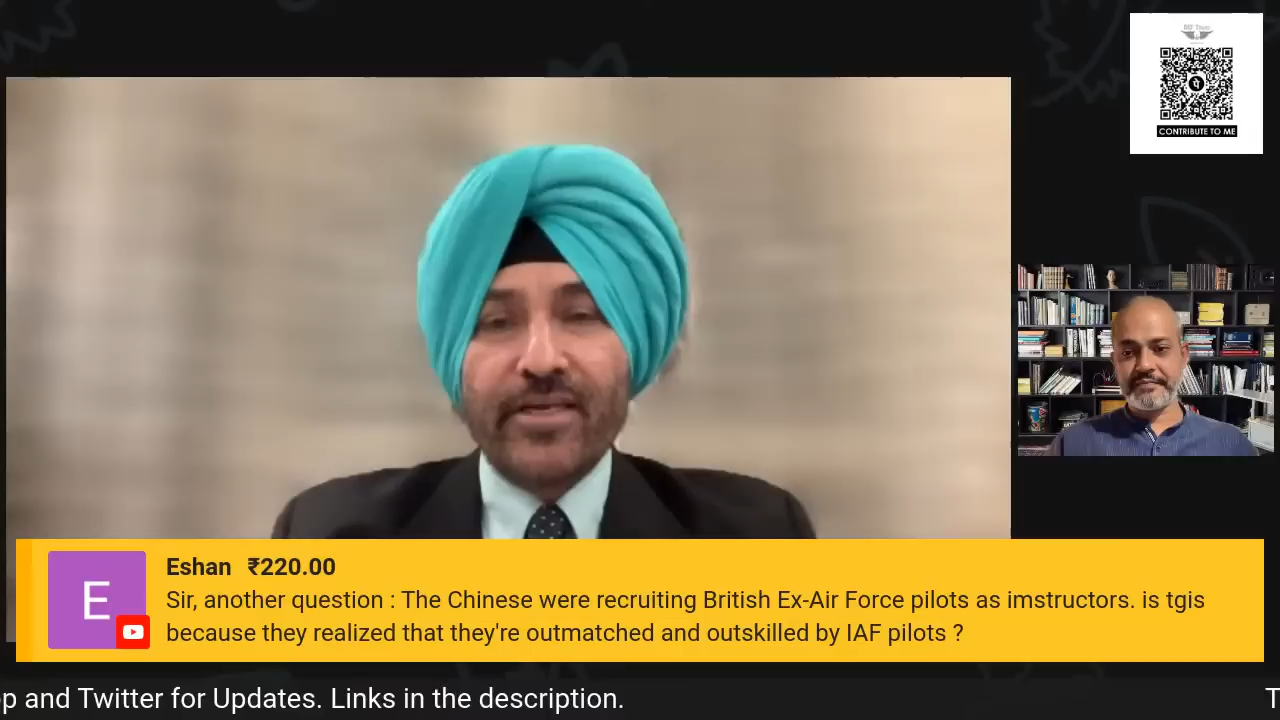 CONTRIBUTE TO ME
E
Eshan ₹220.00
Sir, another question : The Chinese were recruiting British Ex-Air Force pilots as imstructors. is tgis
because they realized that they're outmatched and outskilled by IAF pilots ?
p and Twitter for Updates. Links in the description.
T